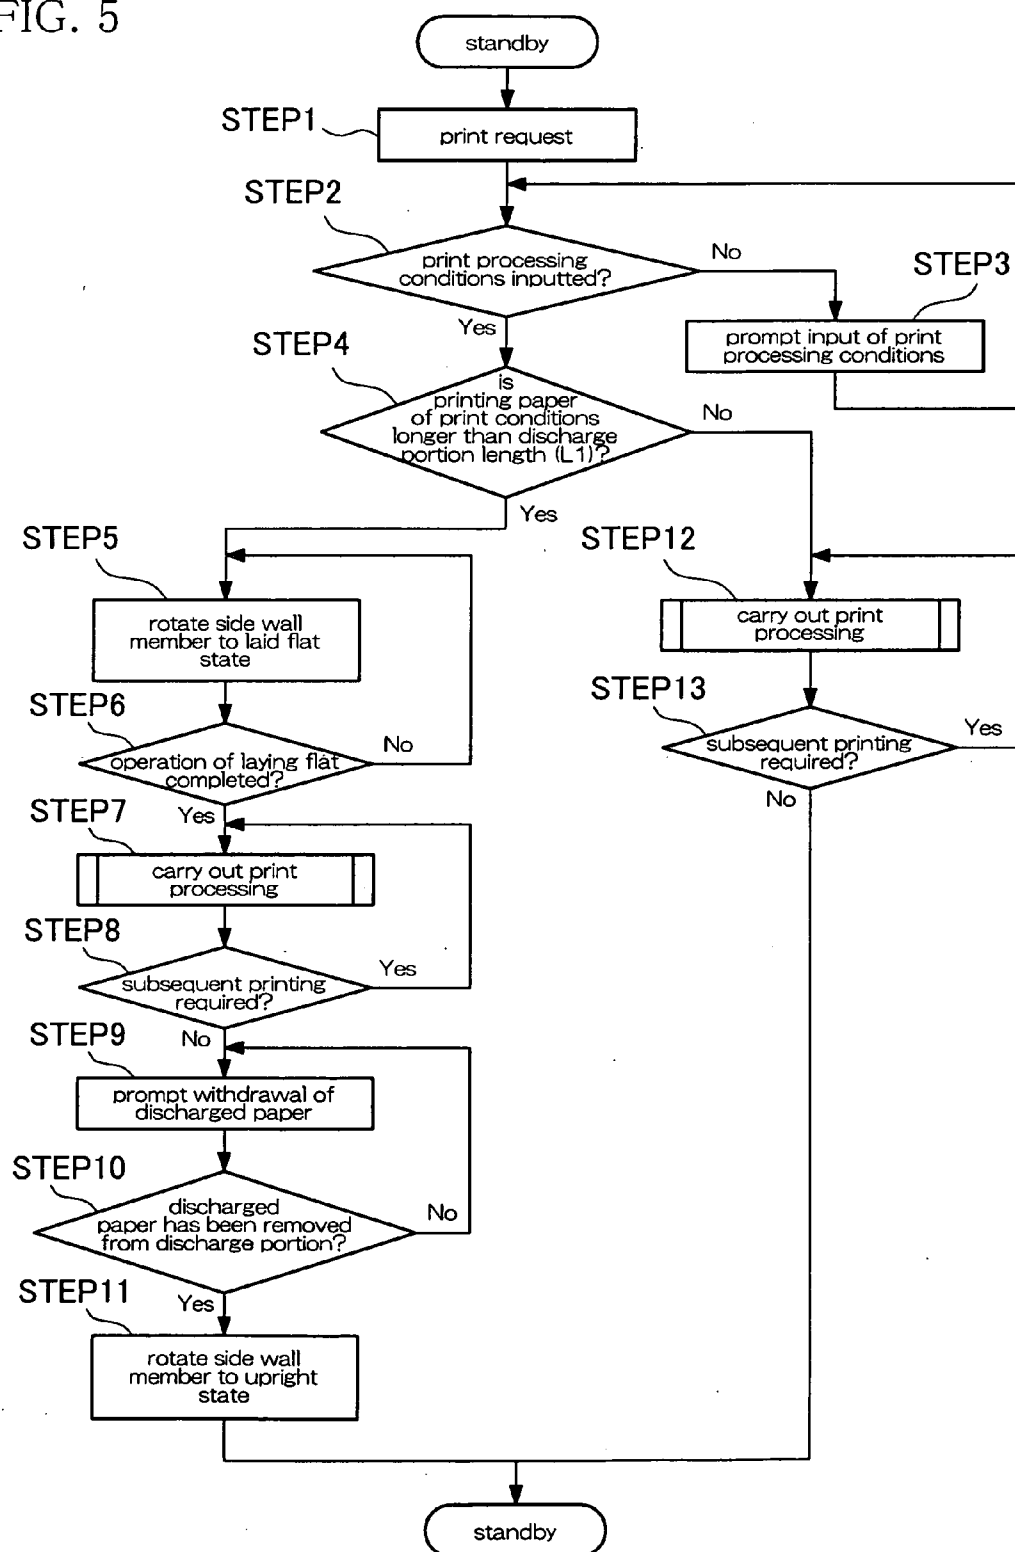 FIG. 5
standby
STEP1
print request
STEP2
print processing
conditions inputted?
No
STEP3
prompt input of print
processing conditions
Yes
STEP4
is
printing paper
of print conditions
longer than discharge
portion length (L1)?
No
Yes
STEP5
rotate side wall
member to laid flat
state
STEP6
operation of laying flat
completed?
No
Yes
STEP7
carry out print
processing
STEP8
subsequent printing
required?
Yes
No
STEP9
prompt withdrawal of
discharged paper
STEP10
discharged
paper has been removed
from discharge portion?
No
Yes
STEP11
rotate side wall
member to upright
state
STEP12
carry out print
processing
STEP13
subsequent printing
required?
Yes
No
standby